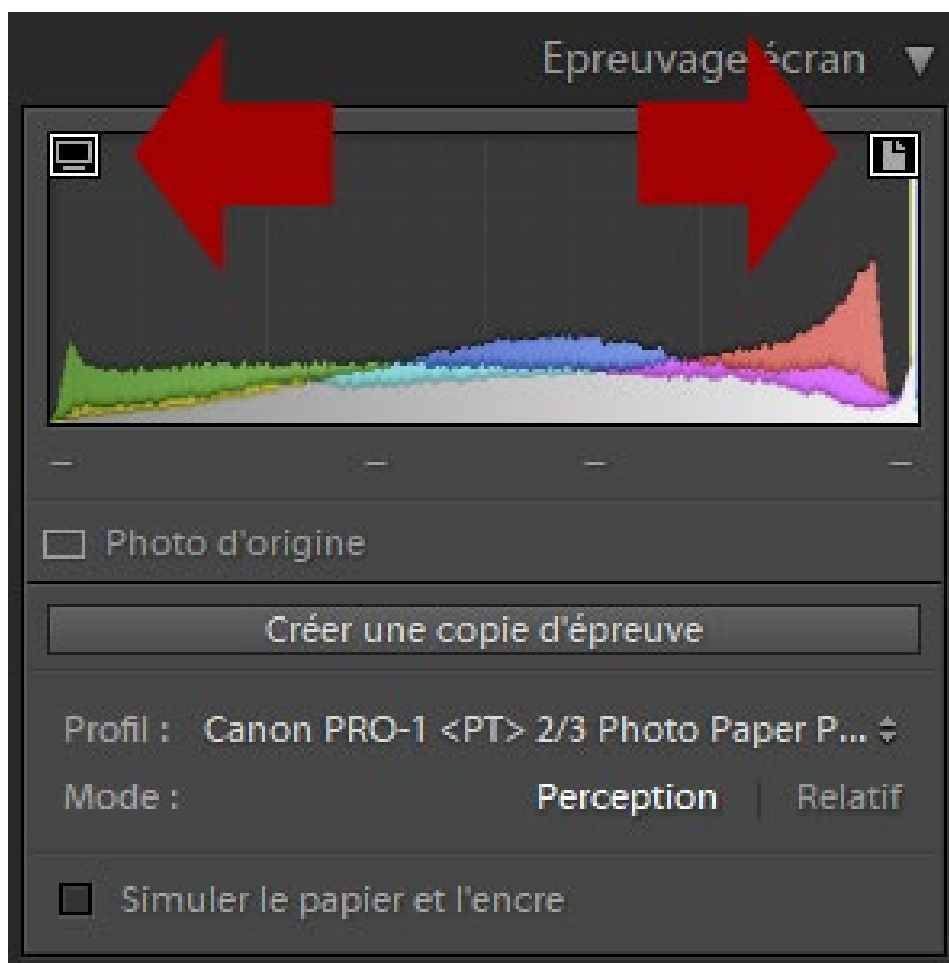 Epreuvage écran
Photo d'origine
Créer une copie d'épreuve
Profil : Canon PRO-1 <PT> 2/3 Photo Paper P...
Mode : Perception Relatif
Simuler le papier et l'encre